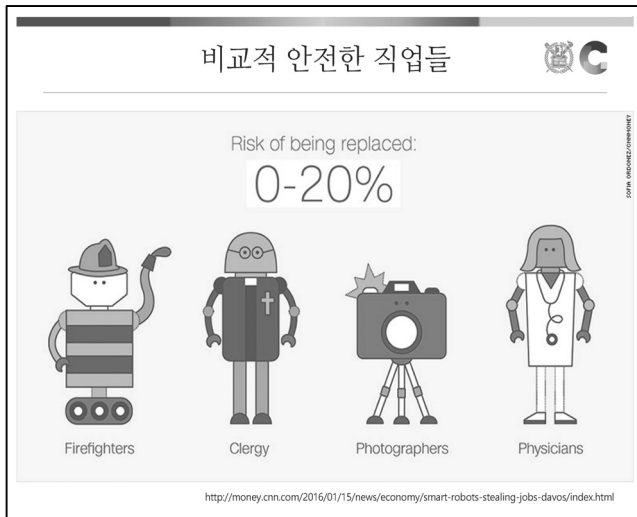 비교적 안전한 직업들
Risk of being replaced:
0-20%
SOFIA ORDONEZ/CNNMONEY
Firefighters
Clergy
Photographers
Physicians
http://money.cnn.com/2016/01/15/news/economy/smart-robots-stealing-jobs-davos/index.html